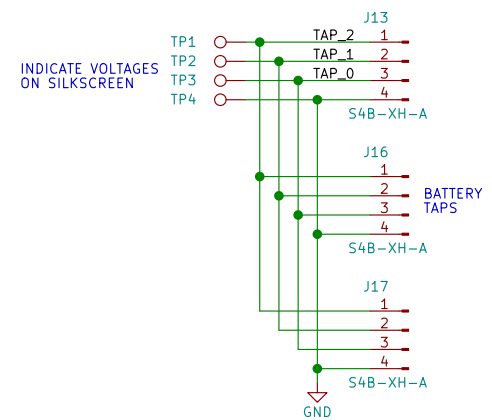 J13
TP1
TAP_2
1
TP2
TAP_1
2
INDICATE VOLTAGES
ON SILKSCREEN
TP3
TAP_0
3
TP4
4
S4B-XH-A
J16
1
2
BATTERY
TAPS
3
4
S4B-XH-A
J17
1
2
3
4
S4B-XH-A
GND